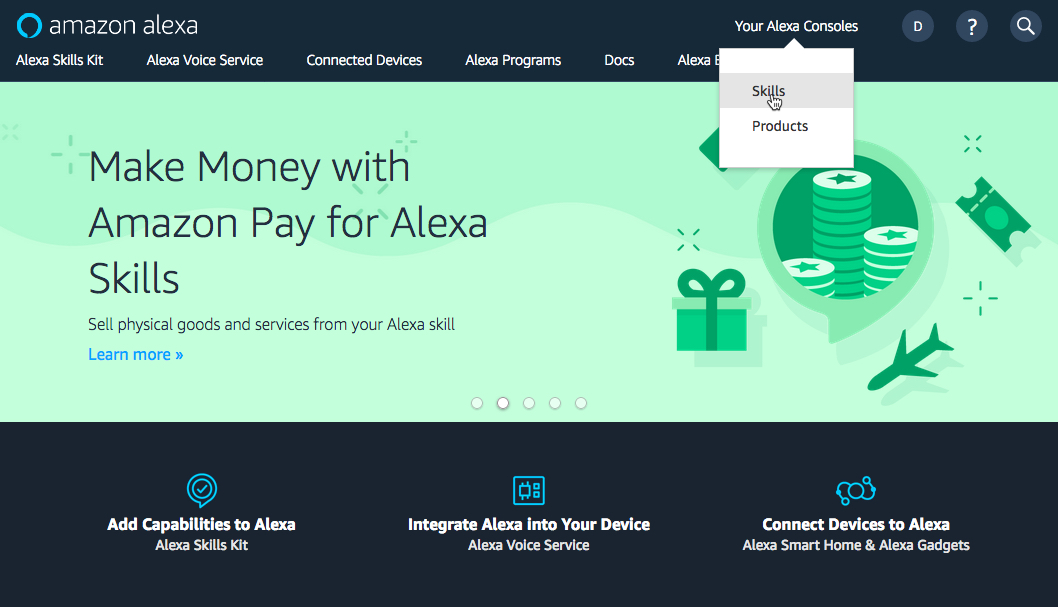 amazon alexa
Your Alexa Consoles
D
?
Alexa Skills Kit
Alexa Voice Service
Connected Devices
Alexa Programs
Docs
Alexa
Skills
Products
Make Money with
Amazon Pay for Alexa
Skills
Sell physical goods and services from your Alexa skill
Learn more »
Add Capabilities to Alexa
Alexa Skills Kit
Integrate Alexa into Your Device
Alexa Voice Service
Connect Devices to Alexa
Alexa Smart Home & Alexa Gadgets